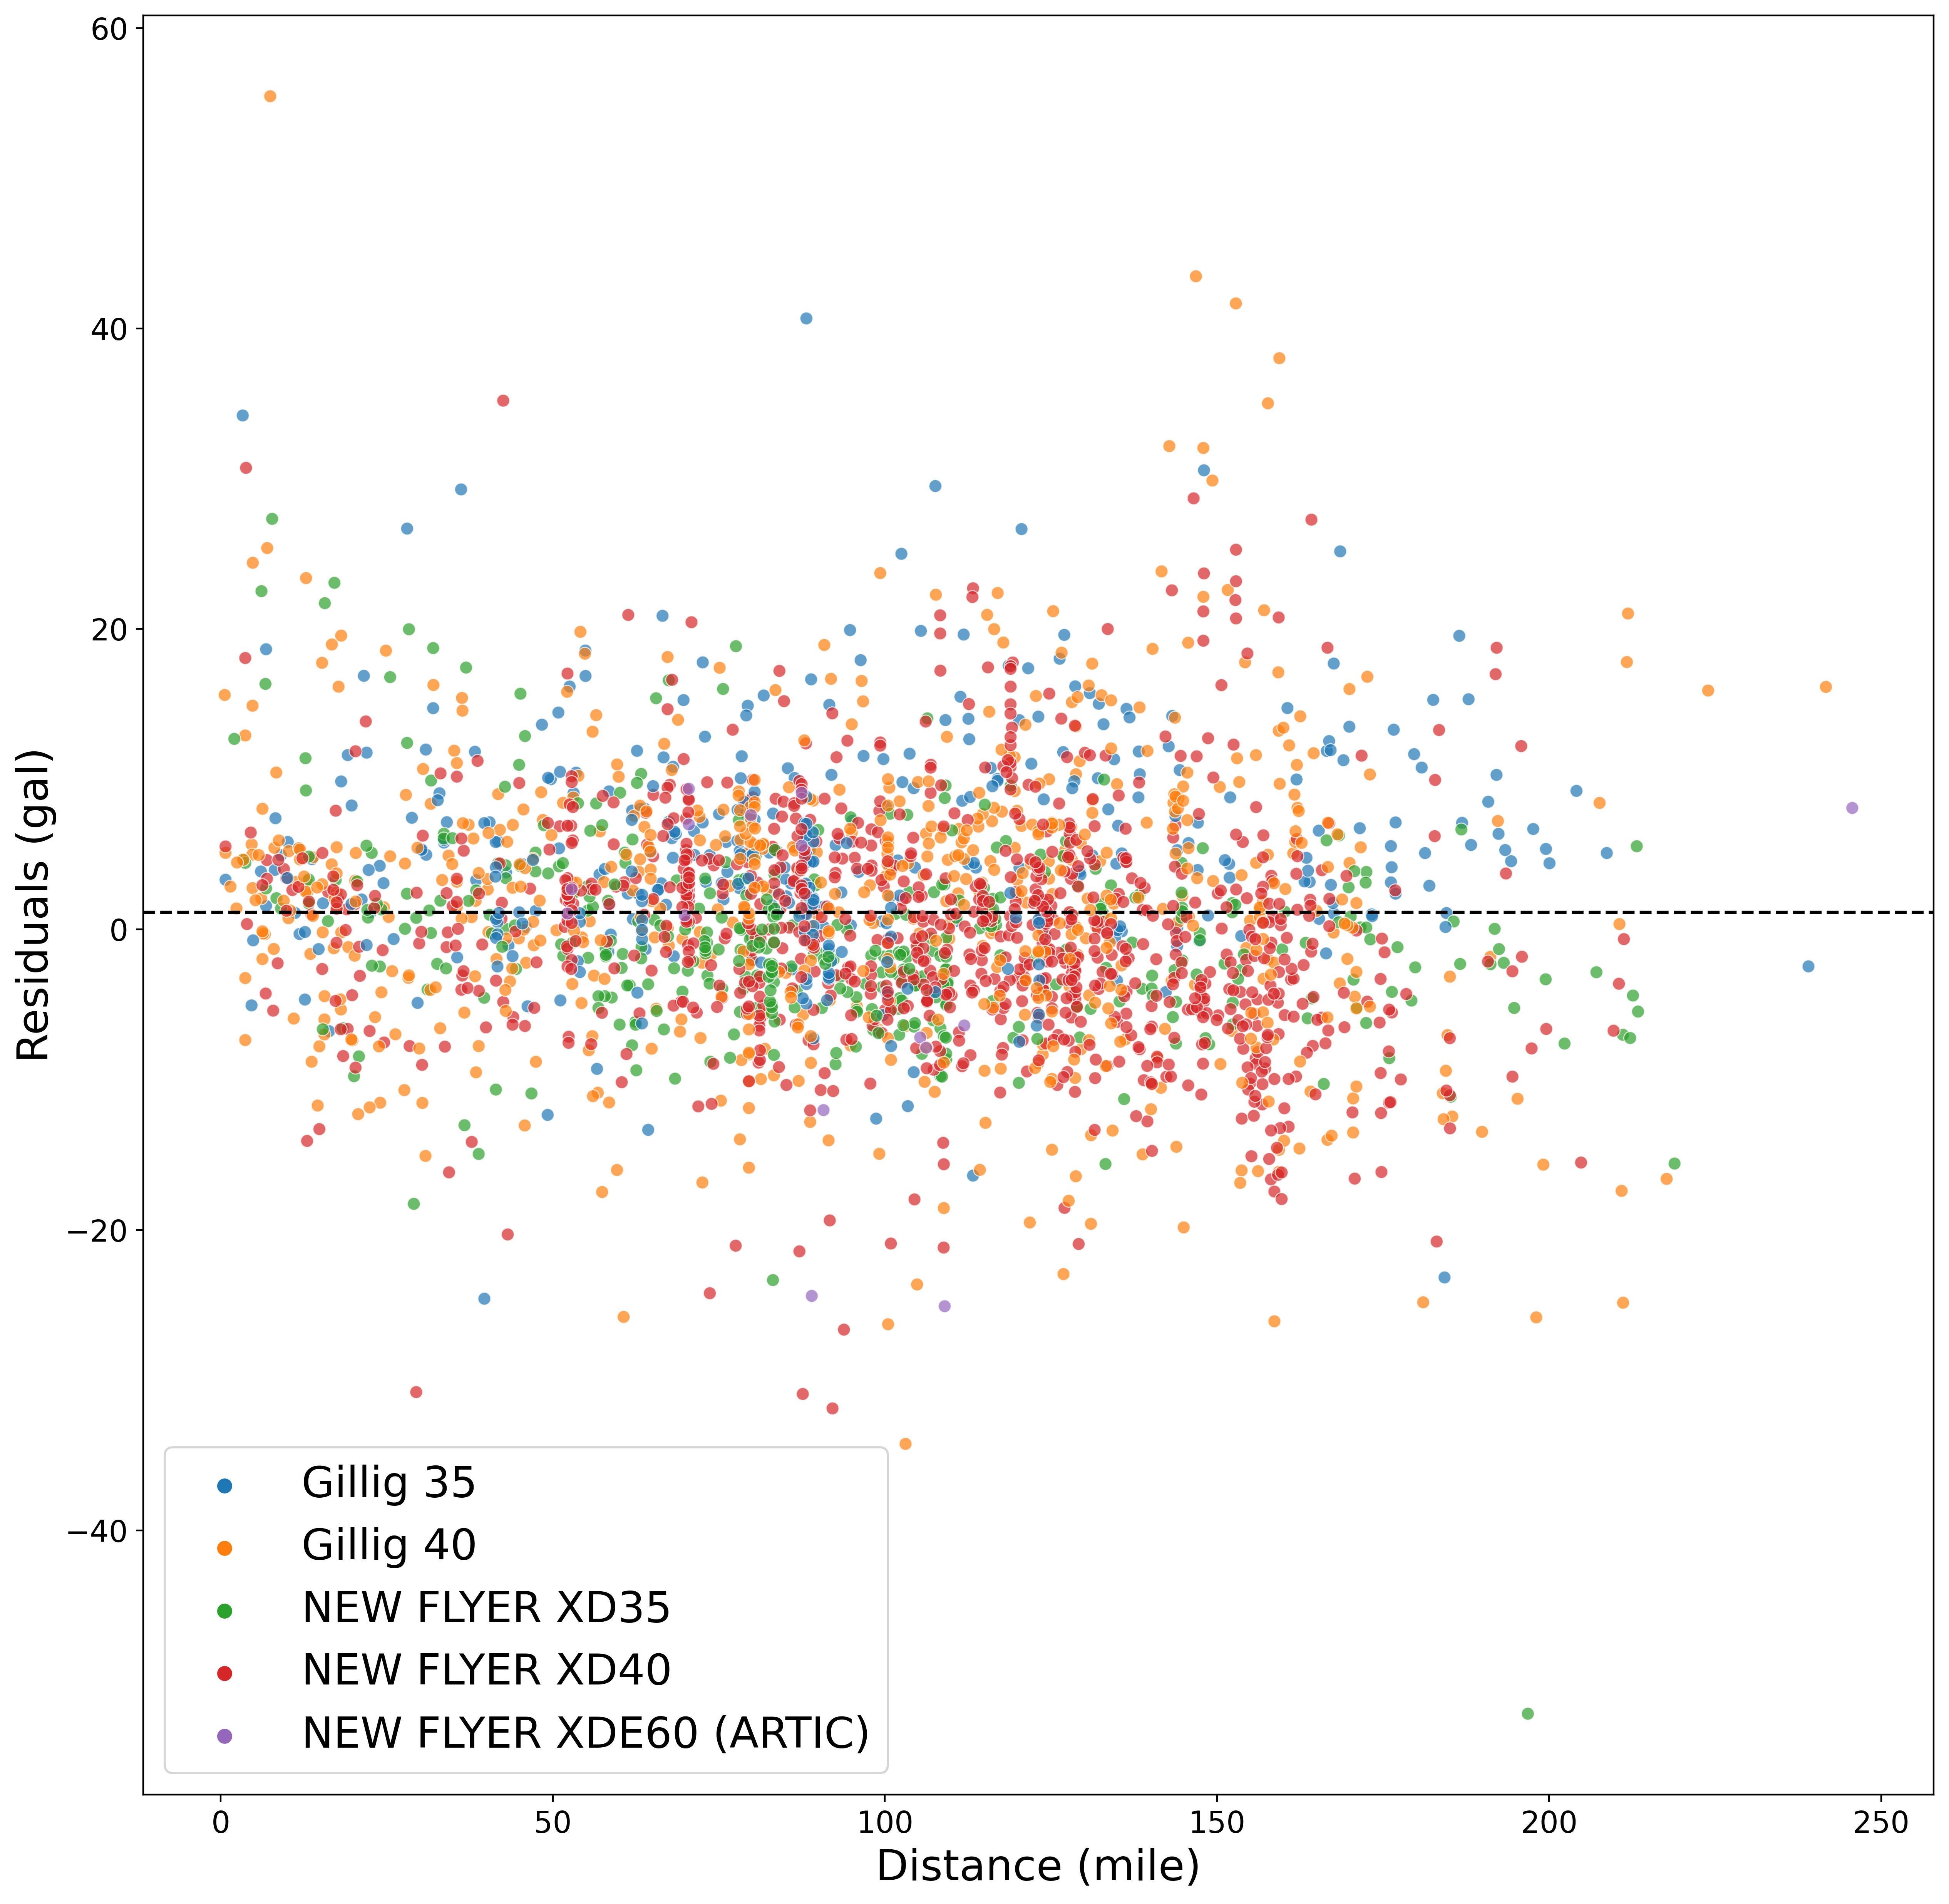 60
40
20
0
−20
−40
Residuals (gal)
Gillig 35
Gillig 40
NEW FLYER XD35
NEW FLYER XD40
NEW FLYER XDE60 (ARTIC)
0 50 100 150 200 250
Distance (mile)